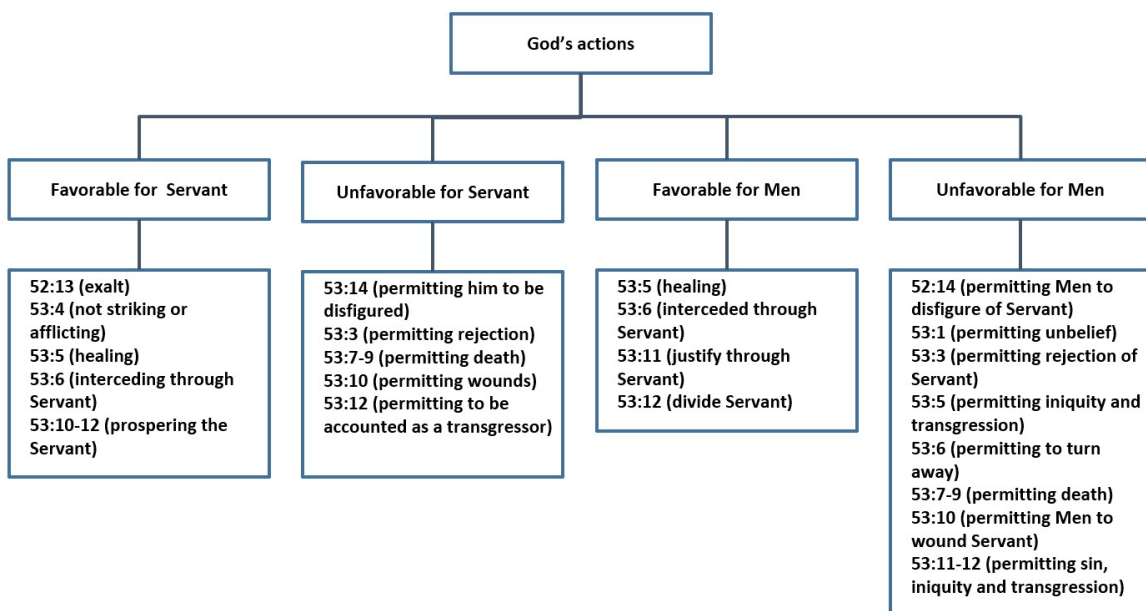 God's actions
Favorable for Servant
Unfavorable for Servant
Favorable for Men
Unfavorable for Men
52:13 (exalt)
53:4 (not striking or
afflicting)
53:5 (healing)
53:6 (interceding through
Servant)
53:10-12 (prospering the
Servant)
53:14 (permitting him to be
disfigured)
53:3 (permitting rejection)
53:7-9 (permitting death)
53:10 (permitting wounds)
53:12 (permitting to be
accounted as a transgressor)
53:5 (healing)
53:6 (interceded through
Servant)
53:11 (justify through
Servant)
53:12 (divide Servant)
52:14 (permitting Men to
disfigure of Servant)
53:1 (permitting unbelief)
53:3 (permitting rejection of
Servant)
53:5 (permitting iniquity and
transgression)
53:6 (permitting to turn
away)
53:7-9 (permitting death)
53:10 (permitting Men to
wound Servant)
53:11-12 (permitting sin,
iniquity and transgression)